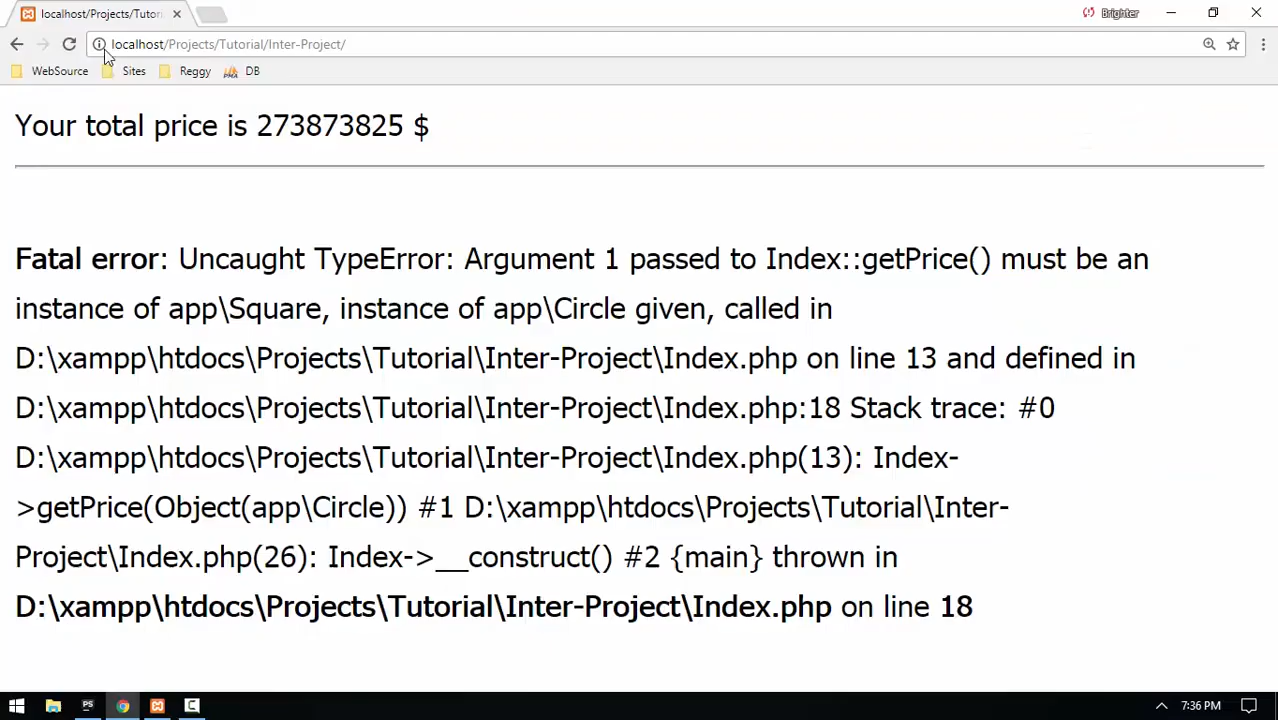 localhost/Projects/Tutori
Brighter
localhost/Projects/Tutorial/Inter-Project/
WebSource Sites Reggy PMA DB
Your total price is 273873825 $
Fatal error: Uncaught TypeError: Argument 1 passed to Index::getPrice() must be an
instance of app\Square, instance of app\Circle given, called in
D:\xampp\htdocs\Projects\Tutorial\Inter-Project\Index.php on line 13 and defined in
D:\xampp\htdocs\Projects\Tutorial\Inter-Project\Index.php:18 Stack trace: #0
D:\xampp\htdocs\Projects\Tutorial\Inter-Project\Index.php(13): Index-
>getPrice(Object(app\Circle)) #1 D:\xampp\htdocs\Projects\Tutorial\Inter-
Project\Index.php(26): Index->__construct() #2 {main} thrown in
D:\xampp\htdocs\Projects\Tutorial\Inter-Project\Index.php on line 18
PS
7:36 PM